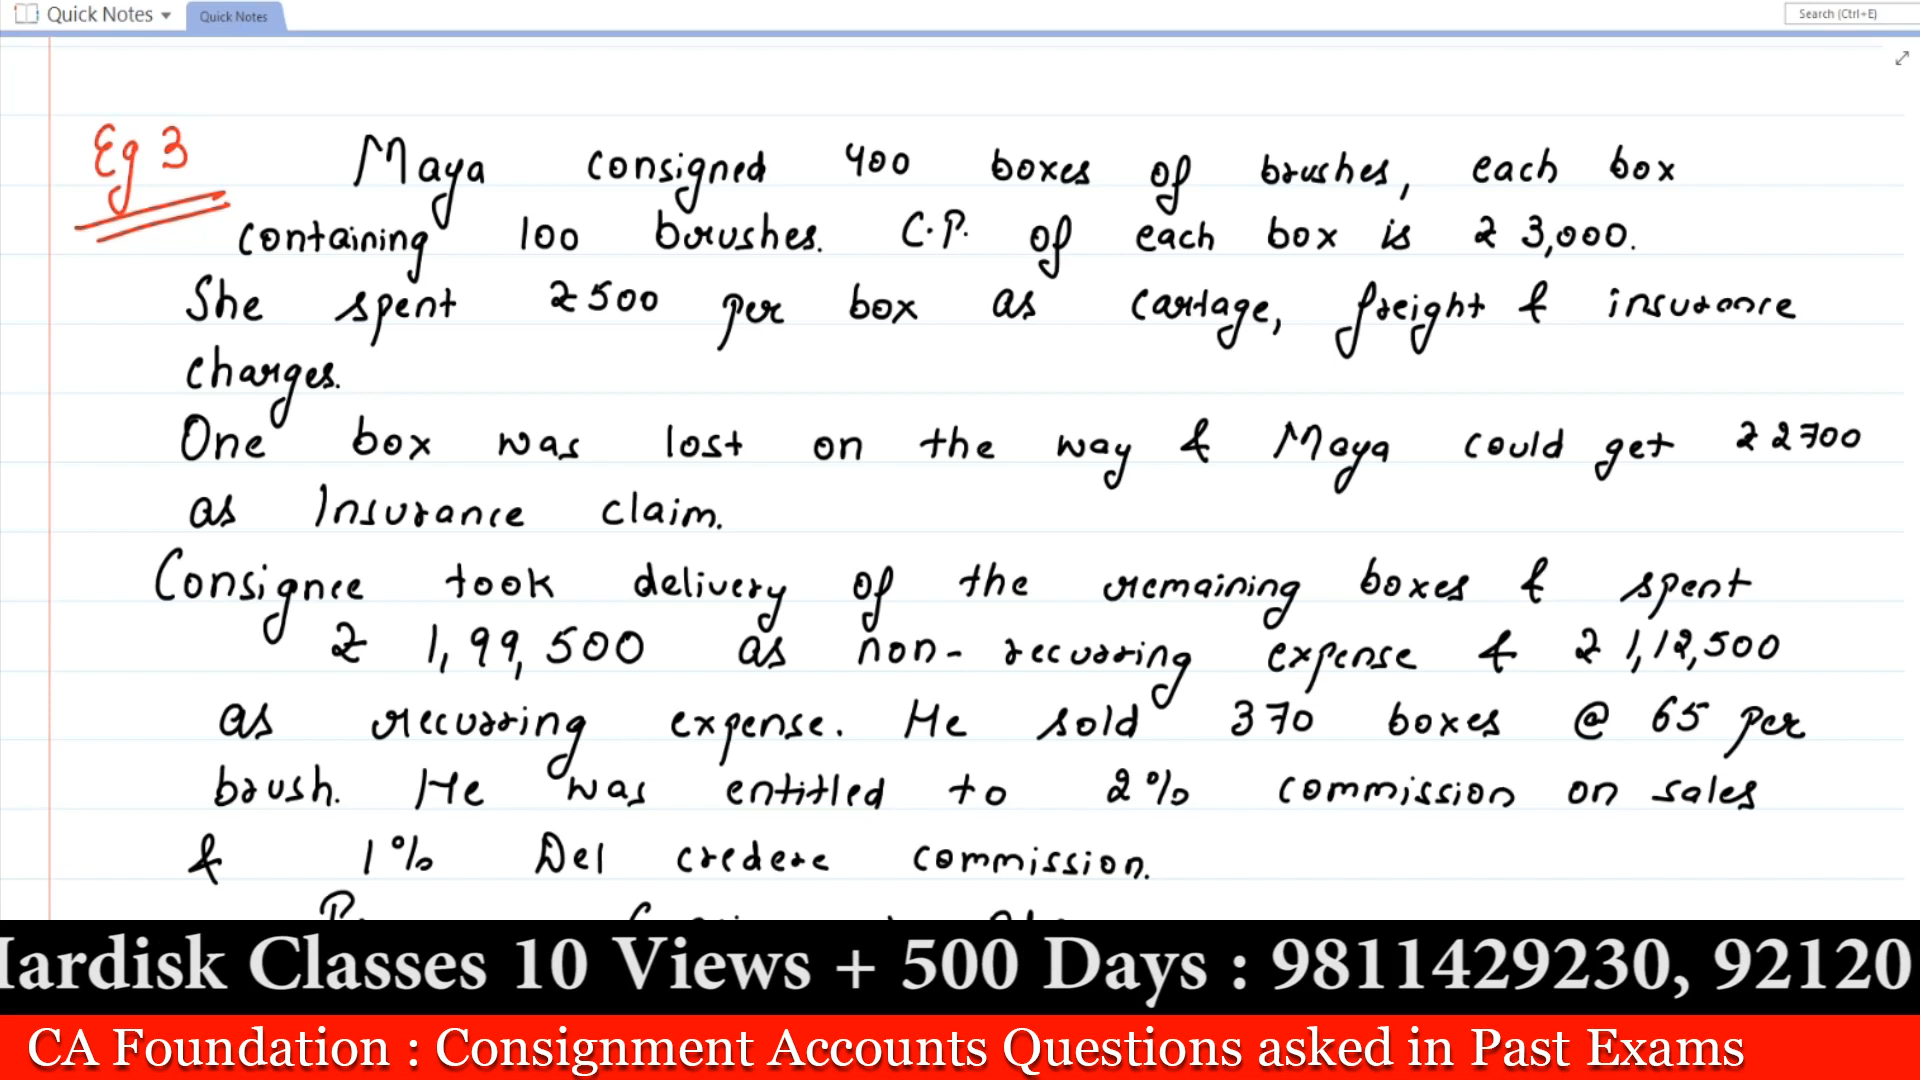 Quick Notes
Quick Notes
Search (Ctrl+E)
Eg 3
Maya consigned 400 boxes of brushes, each box
containing 100 brushes. C.P. of each box is ₹ 3,000.
She spent ₹ 500 per box as cartage, freight & insurance
charges.
One box was lost on the way & Maya could get ₹ 2700
as Insurance claim.
Consignee took delivery of the remaining boxes & spent
₹ 1,99,500 as non-recurring expense & ₹ 1,12,500
as recurring expense. He sold 370 boxes @ 65 per
brush. He was entitled to 2% commission on sales
& 1% Del credere commission.
Hardisk Classes 10 Views + 500 Days : 9811429230, 92120
CA Foundation : Consignment Accounts Questions asked in Past Exams